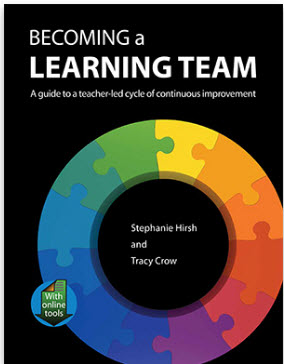 BECOMING a
LEARNING TEAM
A guide to a teacher-led cycle of continuous improvement
Stephanie Hirsh
and
Tracy Crow
With
online
tools